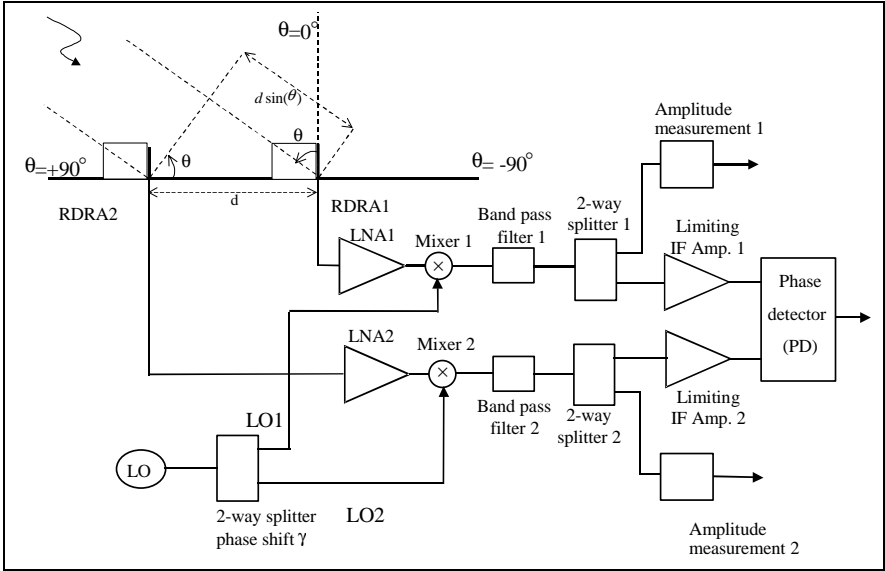 θ=0°
d sin(θ)
θ
θ
θ=+90°
θ= -90°
d
RDRA2
RDRA1
Amplitude
measurement 1
LNA1
Mixer 1
Band pass
filter 1
2-way
splitter 1
Limiting
IF Amp. 1
×
Phase
detector
(PD)
LNA2
Mixer 2
×
Band pass
filter 2
2-way
splitter 2
Limiting
IF Amp. 2
LO1
LO
LO2
2-way splitter
phase shift γ
Amplitude
measurement 2